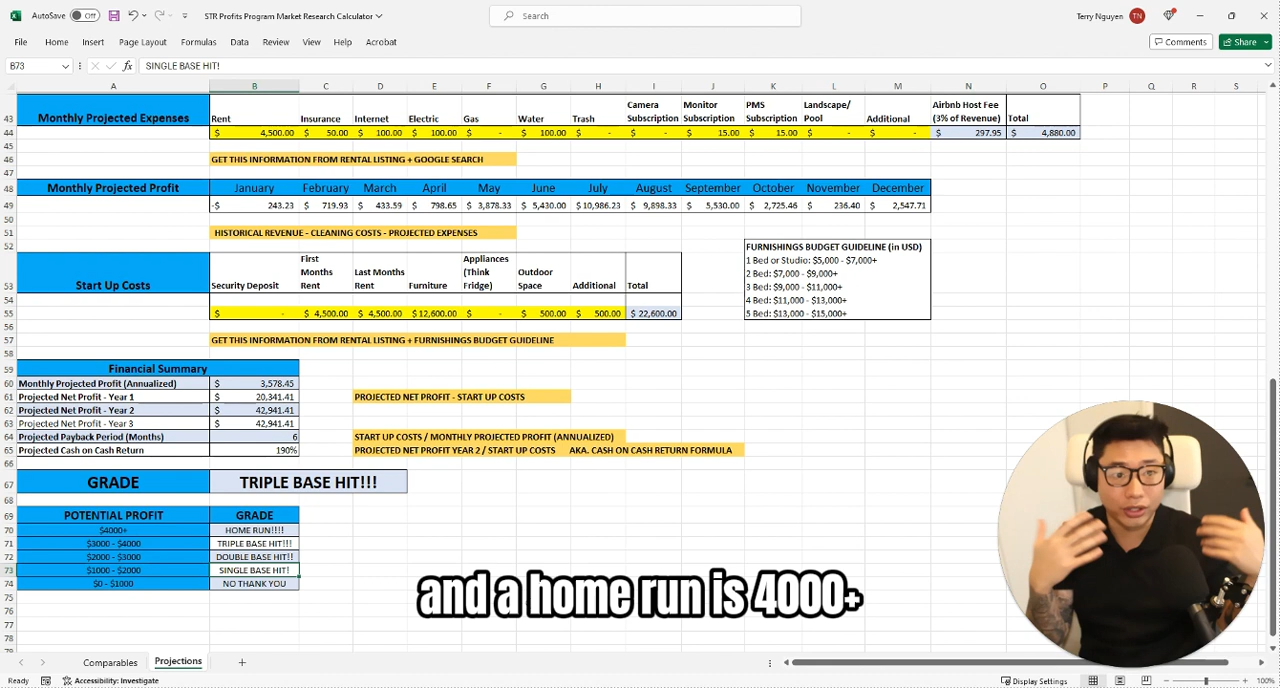 AutoSave Off STR Profits Program Market Research Calculator Search Terry Nguyen TN
File Home Insert Page Layout Formulas Data Review View Help Acrobat Comments Share
B73 fx SINGLE BASE HIT!
A B C D E F G H I J K L M N O P Q R S
43 Monthly Projected Expenses Rent Insurance Internet Electric Gas Water Trash Camera Subscription Monitor Subscription PMS Subscription Landscape/ Pool Additional Airbnb Host Fee (3% of Revenue) Total
44 $ 4,500.00 $ 50.00 $ 100.00 $ 100.00 $ - $ 100.00 $ - $ - $ 15.00 $ 15.00 $ - $ - $ 297.95 $ 4,880.00
45
46 GET THIS INFORMATION FROM RENTAL LISTING + GOOGLE SEARCH
47
48 Monthly Projected Profit January February March April May June July August September October November December
49 -$ 243.23 $ 719.93 $ 433.59 $ 798.65 $ 3,878.33 $ 5,430.00 $ 10,986.23 $ 9,898.33 $ 5,530.00 $ 2,725.46 $ 236.40 $ 2,547.71
50
51 HISTORICAL REVENUE - CLEANING COSTS - PROJECTED EXPENSES
52 FURNISHINGS BUDGET GUIDELINE (in USD)
1 Bed or Studio: $5,000 - $7,000+
2 Bed: $7,000 - $9,000+
53 Start Up Costs Security Deposit First Months Rent Last Months Rent Furniture Appliances (Think Fridge) Outdoor Space Additional Total 3 Bed: $9,000 - $11,000+
54 4 Bed: $11,000 - $13,000+
55 $ - $ 4,500.00 $ 4,500.00 $ 12,600.00 $ - $ 500.00 $ 500.00 $ 22,600.00 5 Bed: $13,000 - $15,000+
56
57 GET THIS INFORMATION FROM RENTAL LISTING + FURNISHINGS BUDGET GUIDELINE
58
59 Financial Summary
60 Monthly Projected Profit (Annualized) $ 3,578.45
61 Projected Net Profit - Year 1 $ 20,341.41 PROJECTED NET PROFIT - START UP COSTS
62 Projected Net Profit - Year 2 $ 42,941.41
63 Projected Net Profit - Year 3 $ 42,941.41
64 Projected Payback Period (Months) 6 START UP COSTS / MONTHLY PROJECTED PROFIT (ANNUALIZED)
65 Projected Cash on Cash Return 190% PROJECTED NET PROFIT YEAR 2 / START UP COSTS AKA. CASH ON CASH RETURN FORMULA
66
67 GRADE TRIPLE BASE HIT!!!
68
69 POTENTIAL PROFIT GRADE
70 $4000+ HOME RUN!!!!
71 $3000 - $4000 TRIPLE BASE HIT!!!
72 $2000 - $3000 DOUBLE BASE HIT!!
73 $1000 - $2000 SINGLE BASE HIT!
74 $0 - $1000 NO THANK YOU
75
76
77
78
and a home run is 4000+
Comparables Projections
Ready Accessibility: Investigate Display Settings 100%